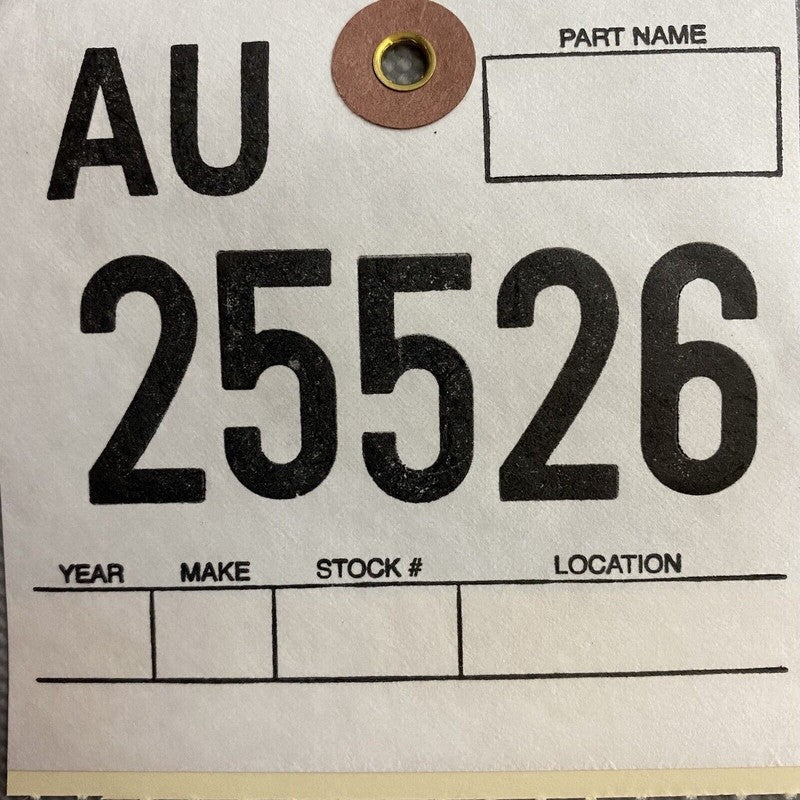 AU
PART NAME
25526
YEAR MAKE STOCK # LOCATION